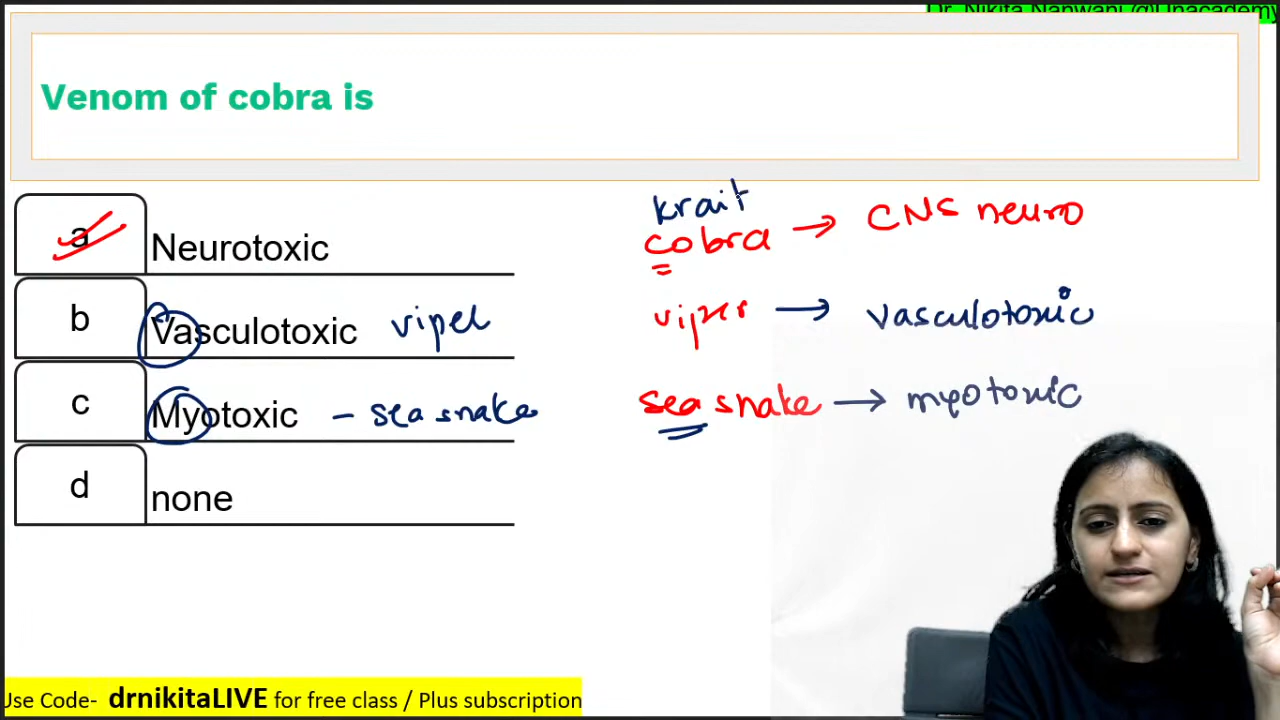 Dr. Nikita Nanwani @Unacademy
Venom of cobra is
a
Neurotoxic
b
Vasculotoxic viper
c
Myotoxic - sea snake
d
none
krait
cobra → CNS neuro
viper → vasculotoxic
sea snake → myotoxic
Use Code- drnikitaLIVE for free class / Plus subscription